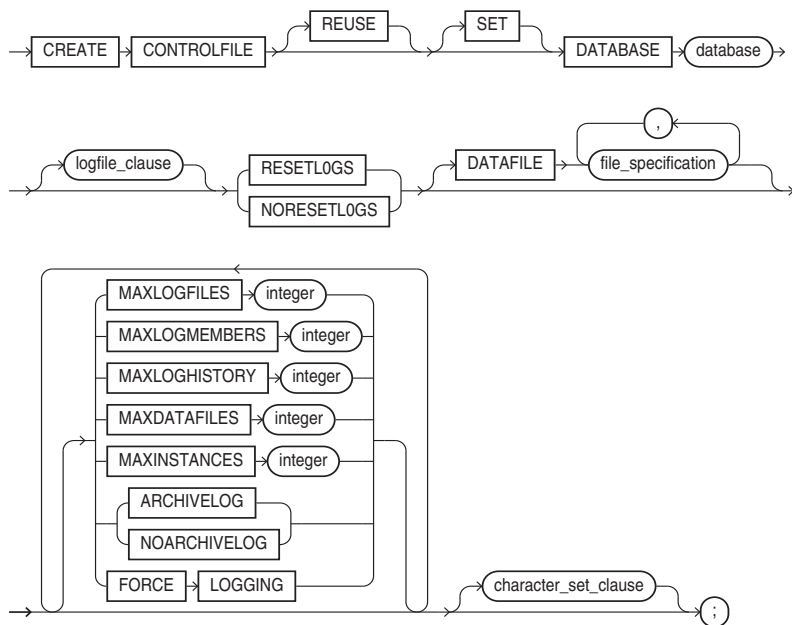 CREATE CONTROLFILE REUSE SET DATABASE database
logfile_clause RESETL0GS DATAFILE , file_specification
NORESETL0GS
MAXLOGFILES integer
MAXLOGMEMBERS integer
MAXLOGHISTORY integer
MAXDATAFILES integer
MAXINSTANCES integer
ARCHIVELOG
NOARCHIVELOG
FORCE LOGGING
character_set_clause ;